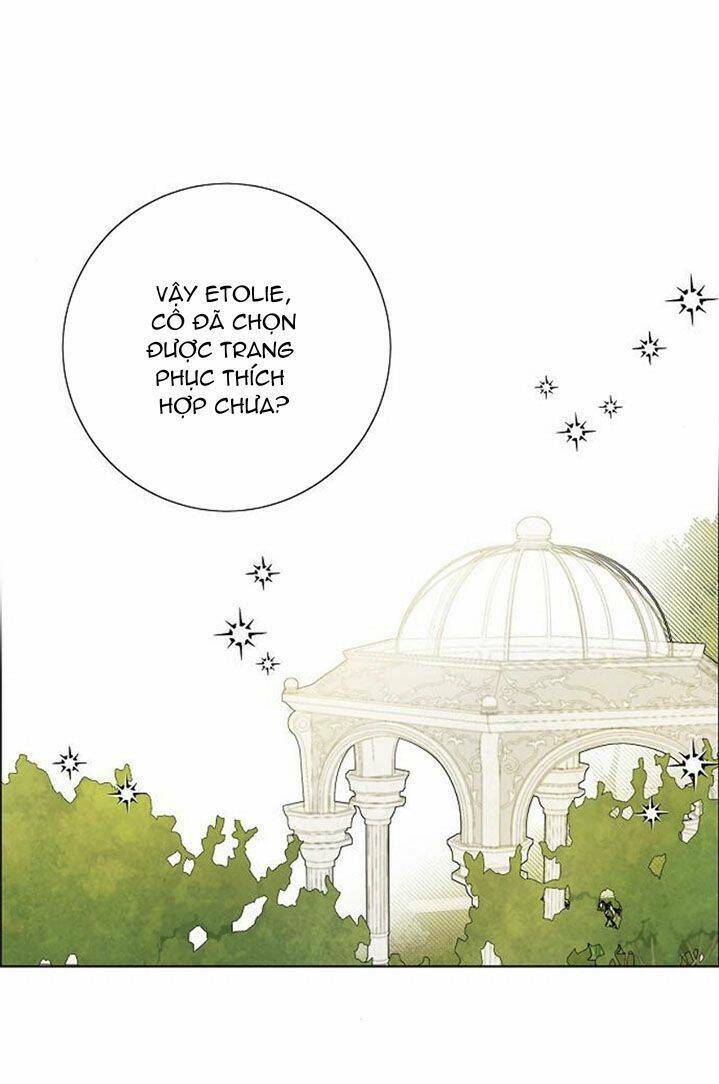 VẬY ETOLIE,
CÔ ĐÃ CHỌN
ĐƯỢC TRANG
PHỤC THÍCH
HỢP CHƯA?